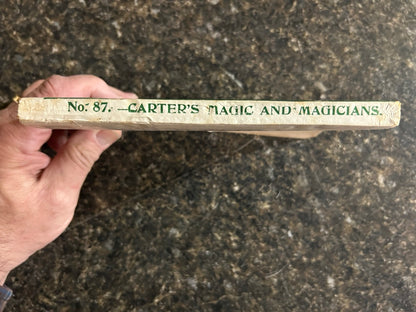 No. 87.—CARTER'S MAGIC AND MAGICIANS.